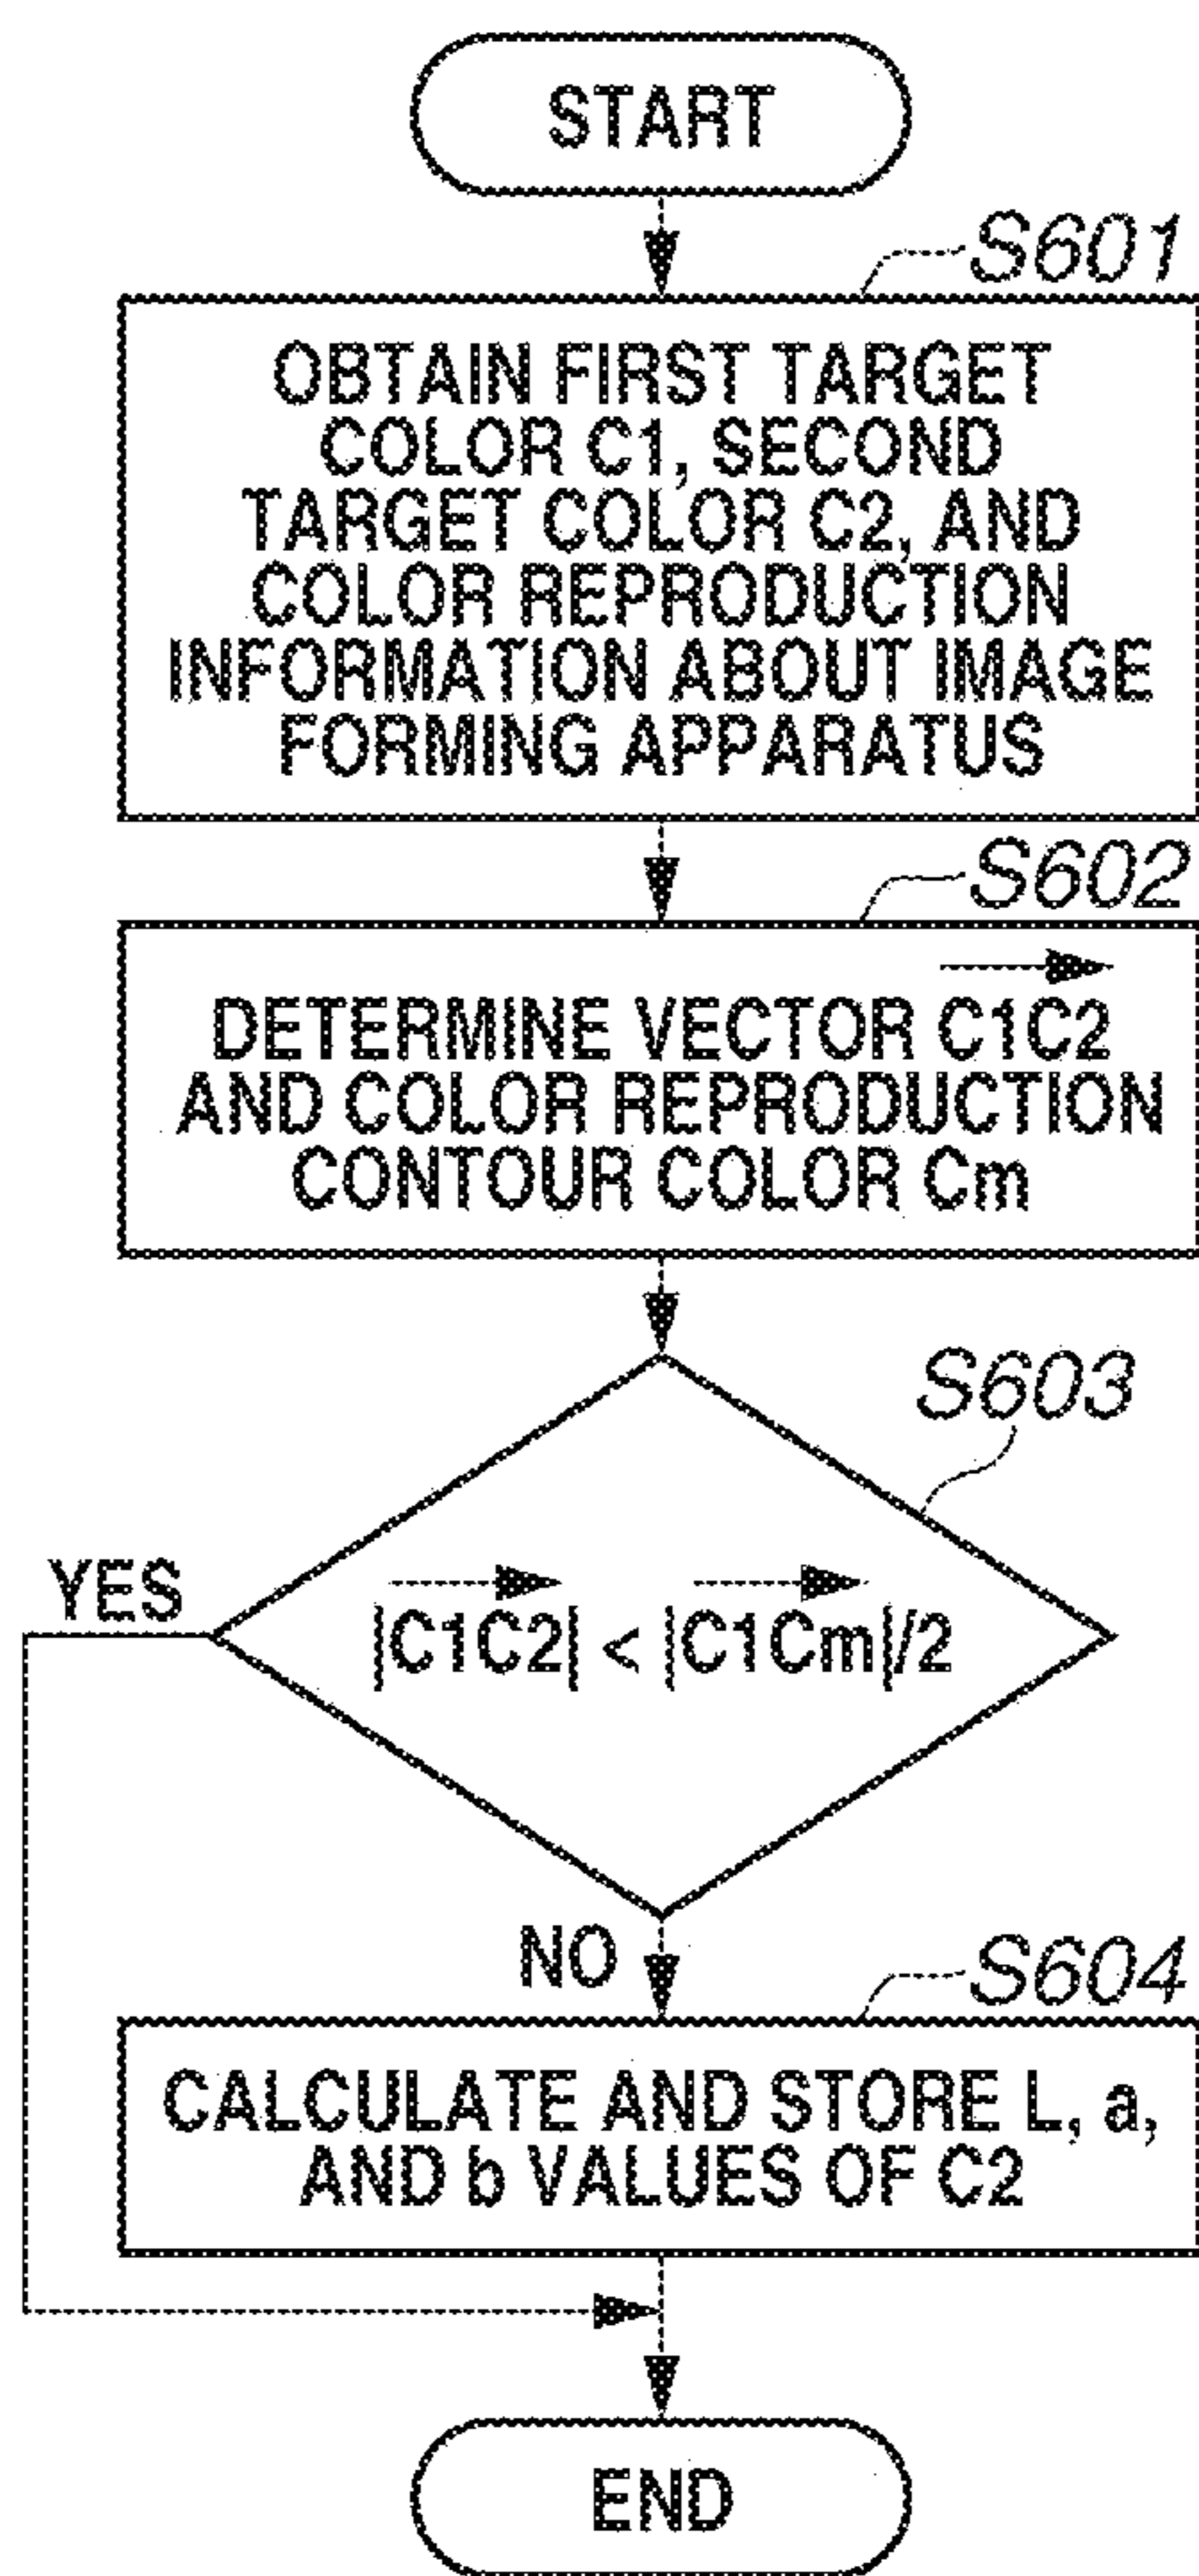 START
S601
OBTAIN FIRST TARGET
COLOR C1, SECOND
TARGET COLOR C2, AND
COLOR REPRODUCTION
INFORMATION ABOUT IMAGE
FORMING APPARATUS
S602
DETERMINE VECTOR C1C2
AND COLOR REPRODUCTION
CONTOUR COLOR Cm
S603
YES
|C1C2| < |C1Cm|/2
NO
S604
CALCULATE AND STORE L, a,
AND b VALUES OF C2
END